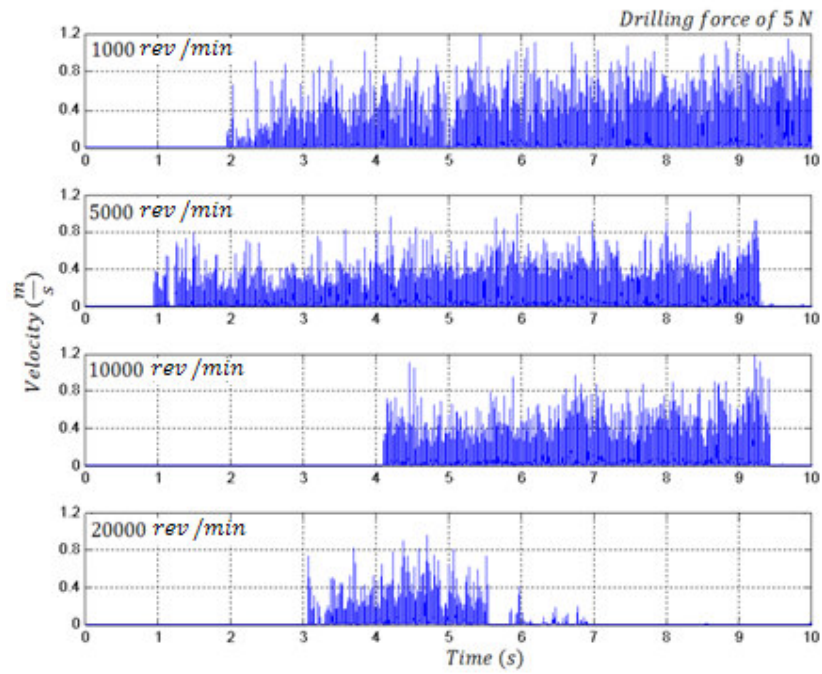 Drilling force of 5 N
1000 rev/min
1.2
0.8
0.4
0
0 1 2 3 4 5 6 7 8 9 10
5000 rev/min
1.2
0.8
0.4
0
0 1 2 3 4 5 6 7 8 9 10
Velocity (m/s)
10000 rev/min
1.2
0.8
0.4
0
0 1 2 3 4 5 6 7 8 9 10
20000 rev/min
1.2
0.8
0.4
0
0 1 2 3 4 5 6 7 8 9 10
Time (s)